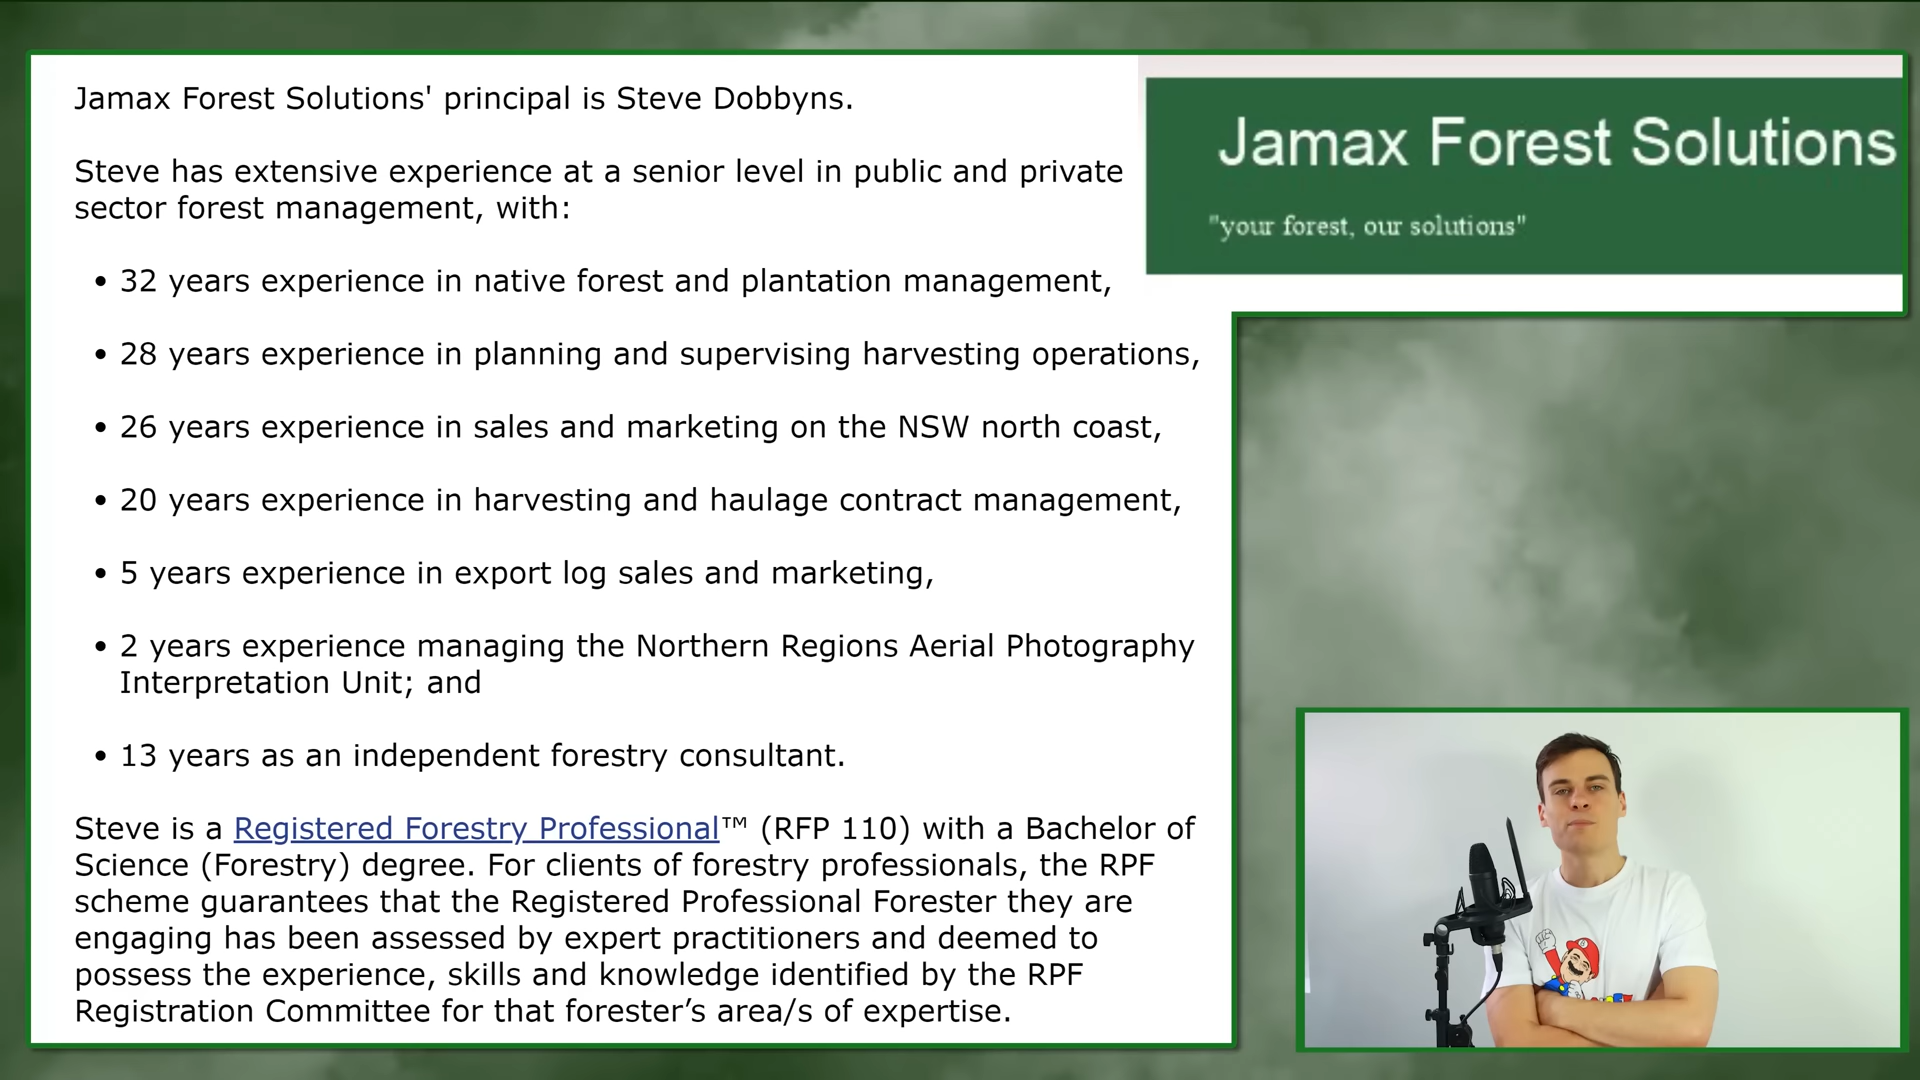 Jamax Forest Solutions' principal is Steve Dobbyns.
Steve has extensive experience at a senior level in public and private
sector forest management, with:
• 32 years experience in native forest and plantation management,
• 28 years experience in planning and supervising harvesting operations,
• 26 years experience in sales and marketing on the NSW north coast,
• 20 years experience in harvesting and haulage contract management,
• 5 years experience in export log sales and marketing,
• 2 years experience managing the Northern Regions Aerial Photography
Interpretation Unit; and
• 13 years as an independent forestry consultant.
Steve is a Registered Forestry Professional™ (RFP 110) with a Bachelor of
Science (Forestry) degree. For clients of forestry professionals, the RPF
scheme guarantees that the Registered Professional Forester they are
engaging has been assessed by expert practitioners and deemed to
possess the experience, skills and knowledge identified by the RPF
Registration Committee for that forester’s area/s of expertise.
Jamax Forest Solutions
"your forest, our solutions"